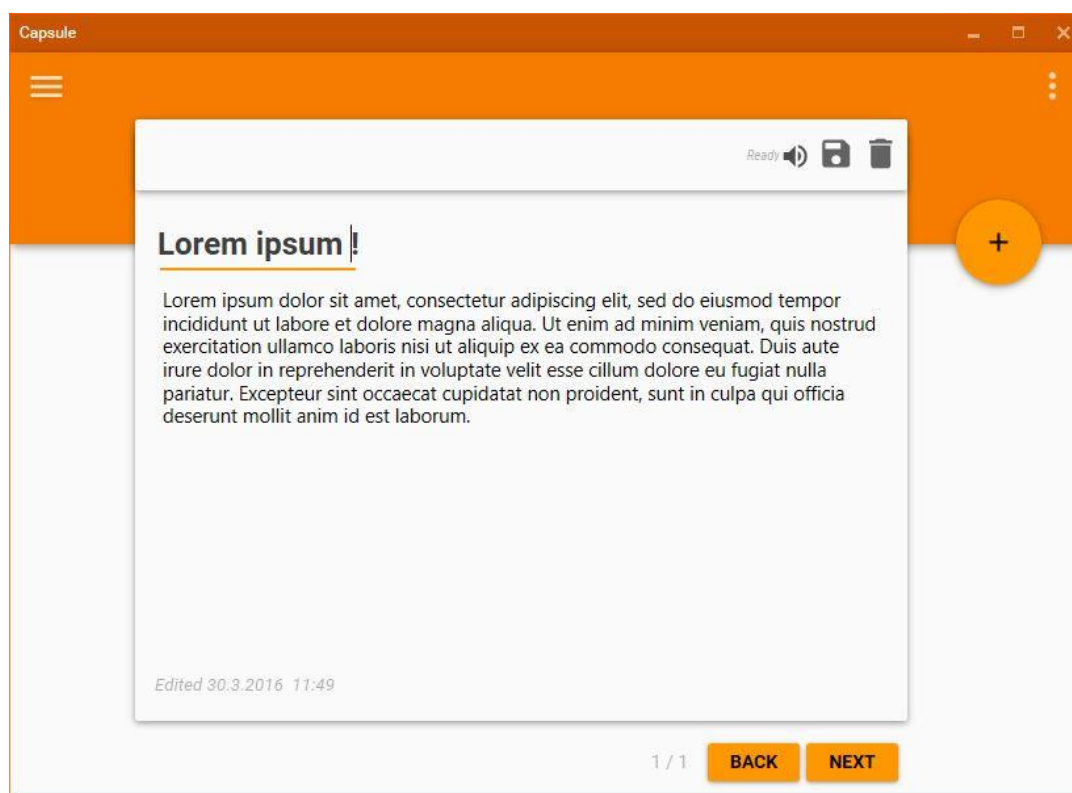 Capsule
Ready
Lorem ipsum !
Lorem ipsum dolor sit amet, consectetur adipiscing elit, sed do eiusmod tempor
incididunt ut labore et dolore magna aliqua. Ut enim ad minim veniam, quis nostrud
exercitation ullamco laboris nisi ut aliquip ex ea commodo consequat. Duis aute
irure dolor in reprehenderit in voluptate velit esse cillum dolore eu fugiat nulla
pariatur. Excepteur sint occaecat cupidatat non proident, sunt in culpa qui officia
deserunt mollit anim id est laborum.
Edited 30.3.2016 11:49
1 / 1 BACK NEXT